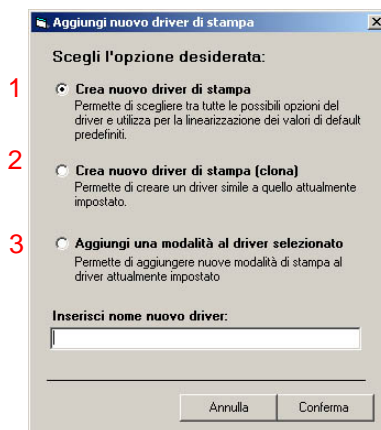 Aggiungi nuovo driver di stampa
Scegli l'opzione desiderata:
1
Crea nuovo driver di stampa
Permette di scegliere tra tutte le possibili opzioni del
driver e utilizza per la linearizzazione dei valori di default
predefiniti.
2
Crea nuovo driver di stampa (clona)
Permette di creare un driver simile a quello attualmente
impostato.
3
Aggiungi una modalità al driver selezionato
Permette di aggiungere nuove modalità di stampa al
driver attualmente impostato
Inserisci nome nuovo driver:
Annulla Conferma